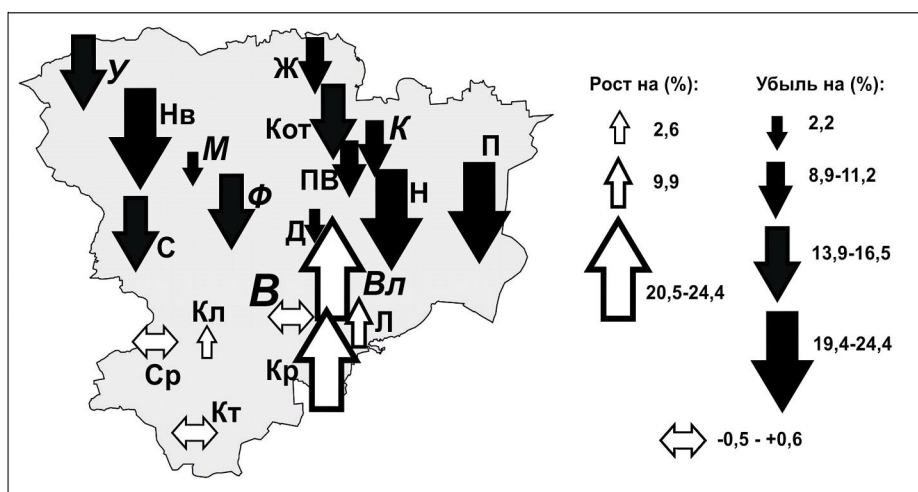 У
Ж
Нв
Кот
К
М
ПВ
П
Ф
Н
С
Д
В
Вл
Кл
Л
Ср
Кр
Кт
Рост на (%):
2,6
9,9
20,5-24,4
Убыль на (%):
2,2
8,9-11,2
13,9-16,5
19,4-24,4
-0,5 - +0,6